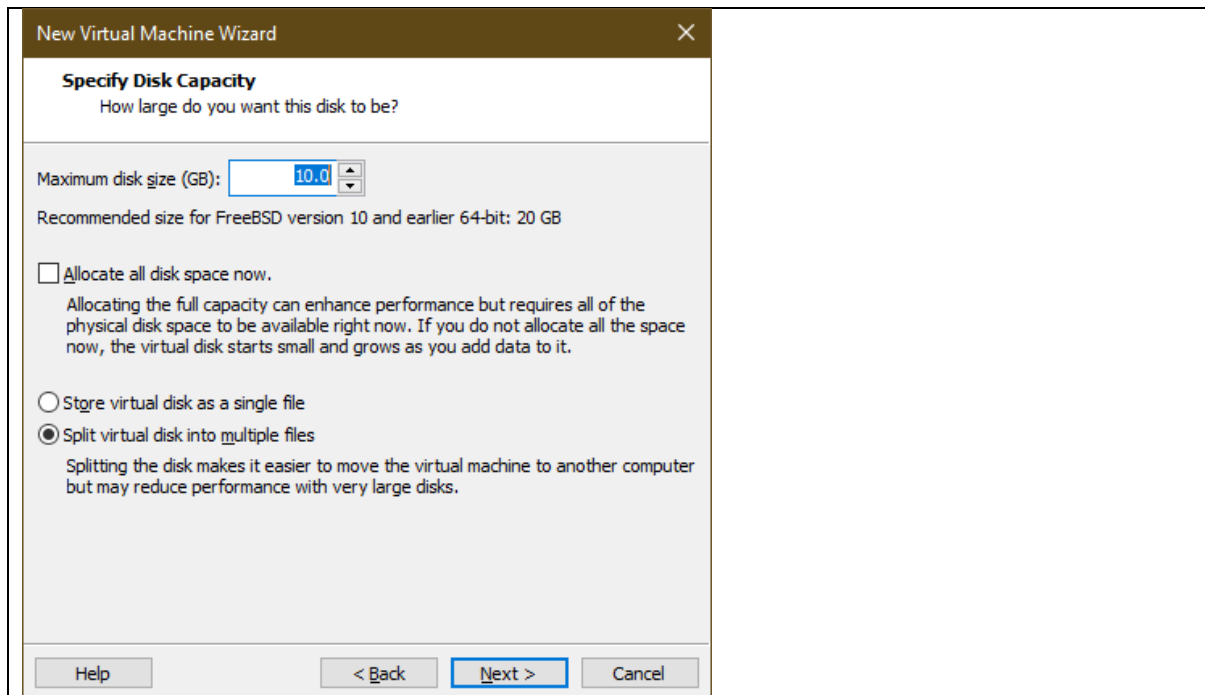 New Virtual Machine Wizard
Specify Disk Capacity
How large do you want this disk to be?
Maximum disk size (GB): 10.0
Recommended size for FreeBSD version 10 and earlier 64-bit: 20 GB
Allocate all disk space now.
Allocating the full capacity can enhance performance but requires all of the
physical disk space to be available right now. If you do not allocate all the space
now, the virtual disk starts small and grows as you add data to it.
Store virtual disk as a single file
Split virtual disk into multiple files
Splitting the disk makes it easier to move the virtual machine to another computer
but may reduce performance with very large disks.
Help < Back Next > Cancel